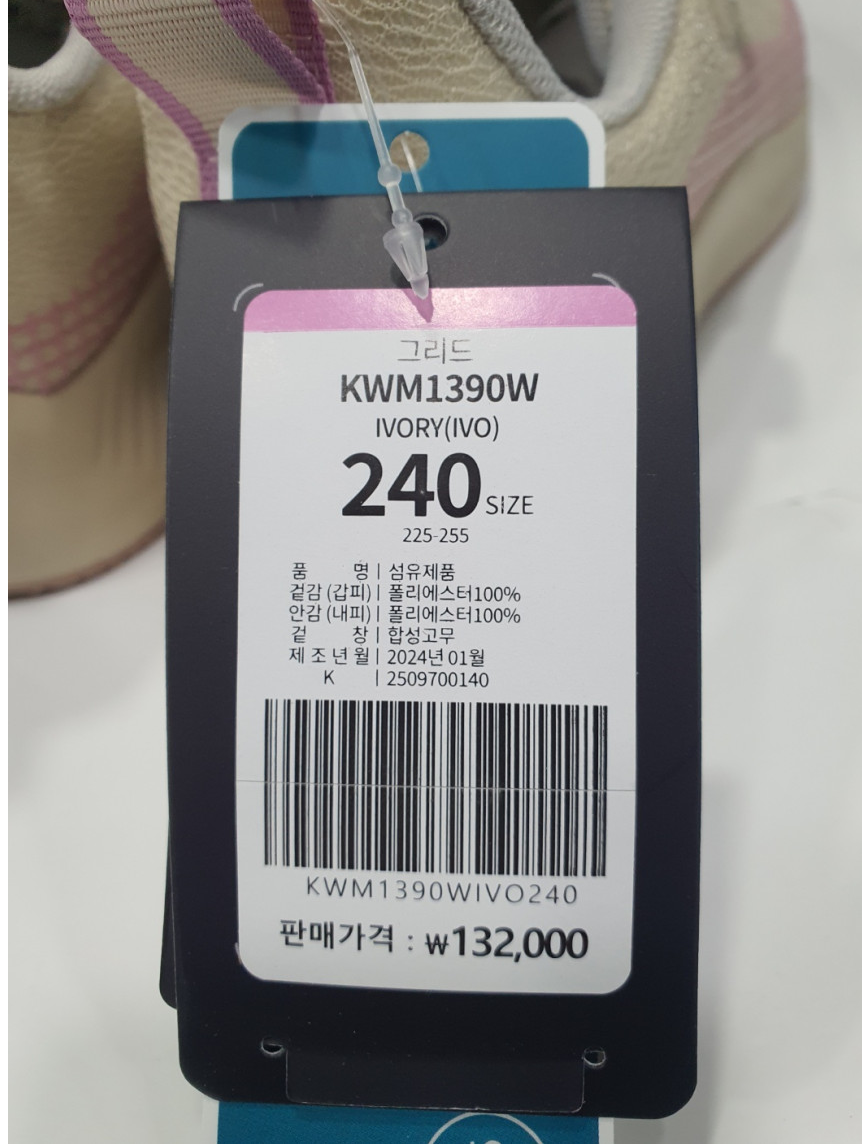 그리드
KWM1390W
IVORY(IVO)
240 SIZE
225-255
품 명 | 섬유제품
겉감 (갑피) | 폴리에스터100%
안감 (내피) | 폴리에스터100%
겉 창 | 합성고무
제 조 년 월 | 2024년 01월
K | 2509700140
KWM1390WIVO240
판매가격 : ₩132,000